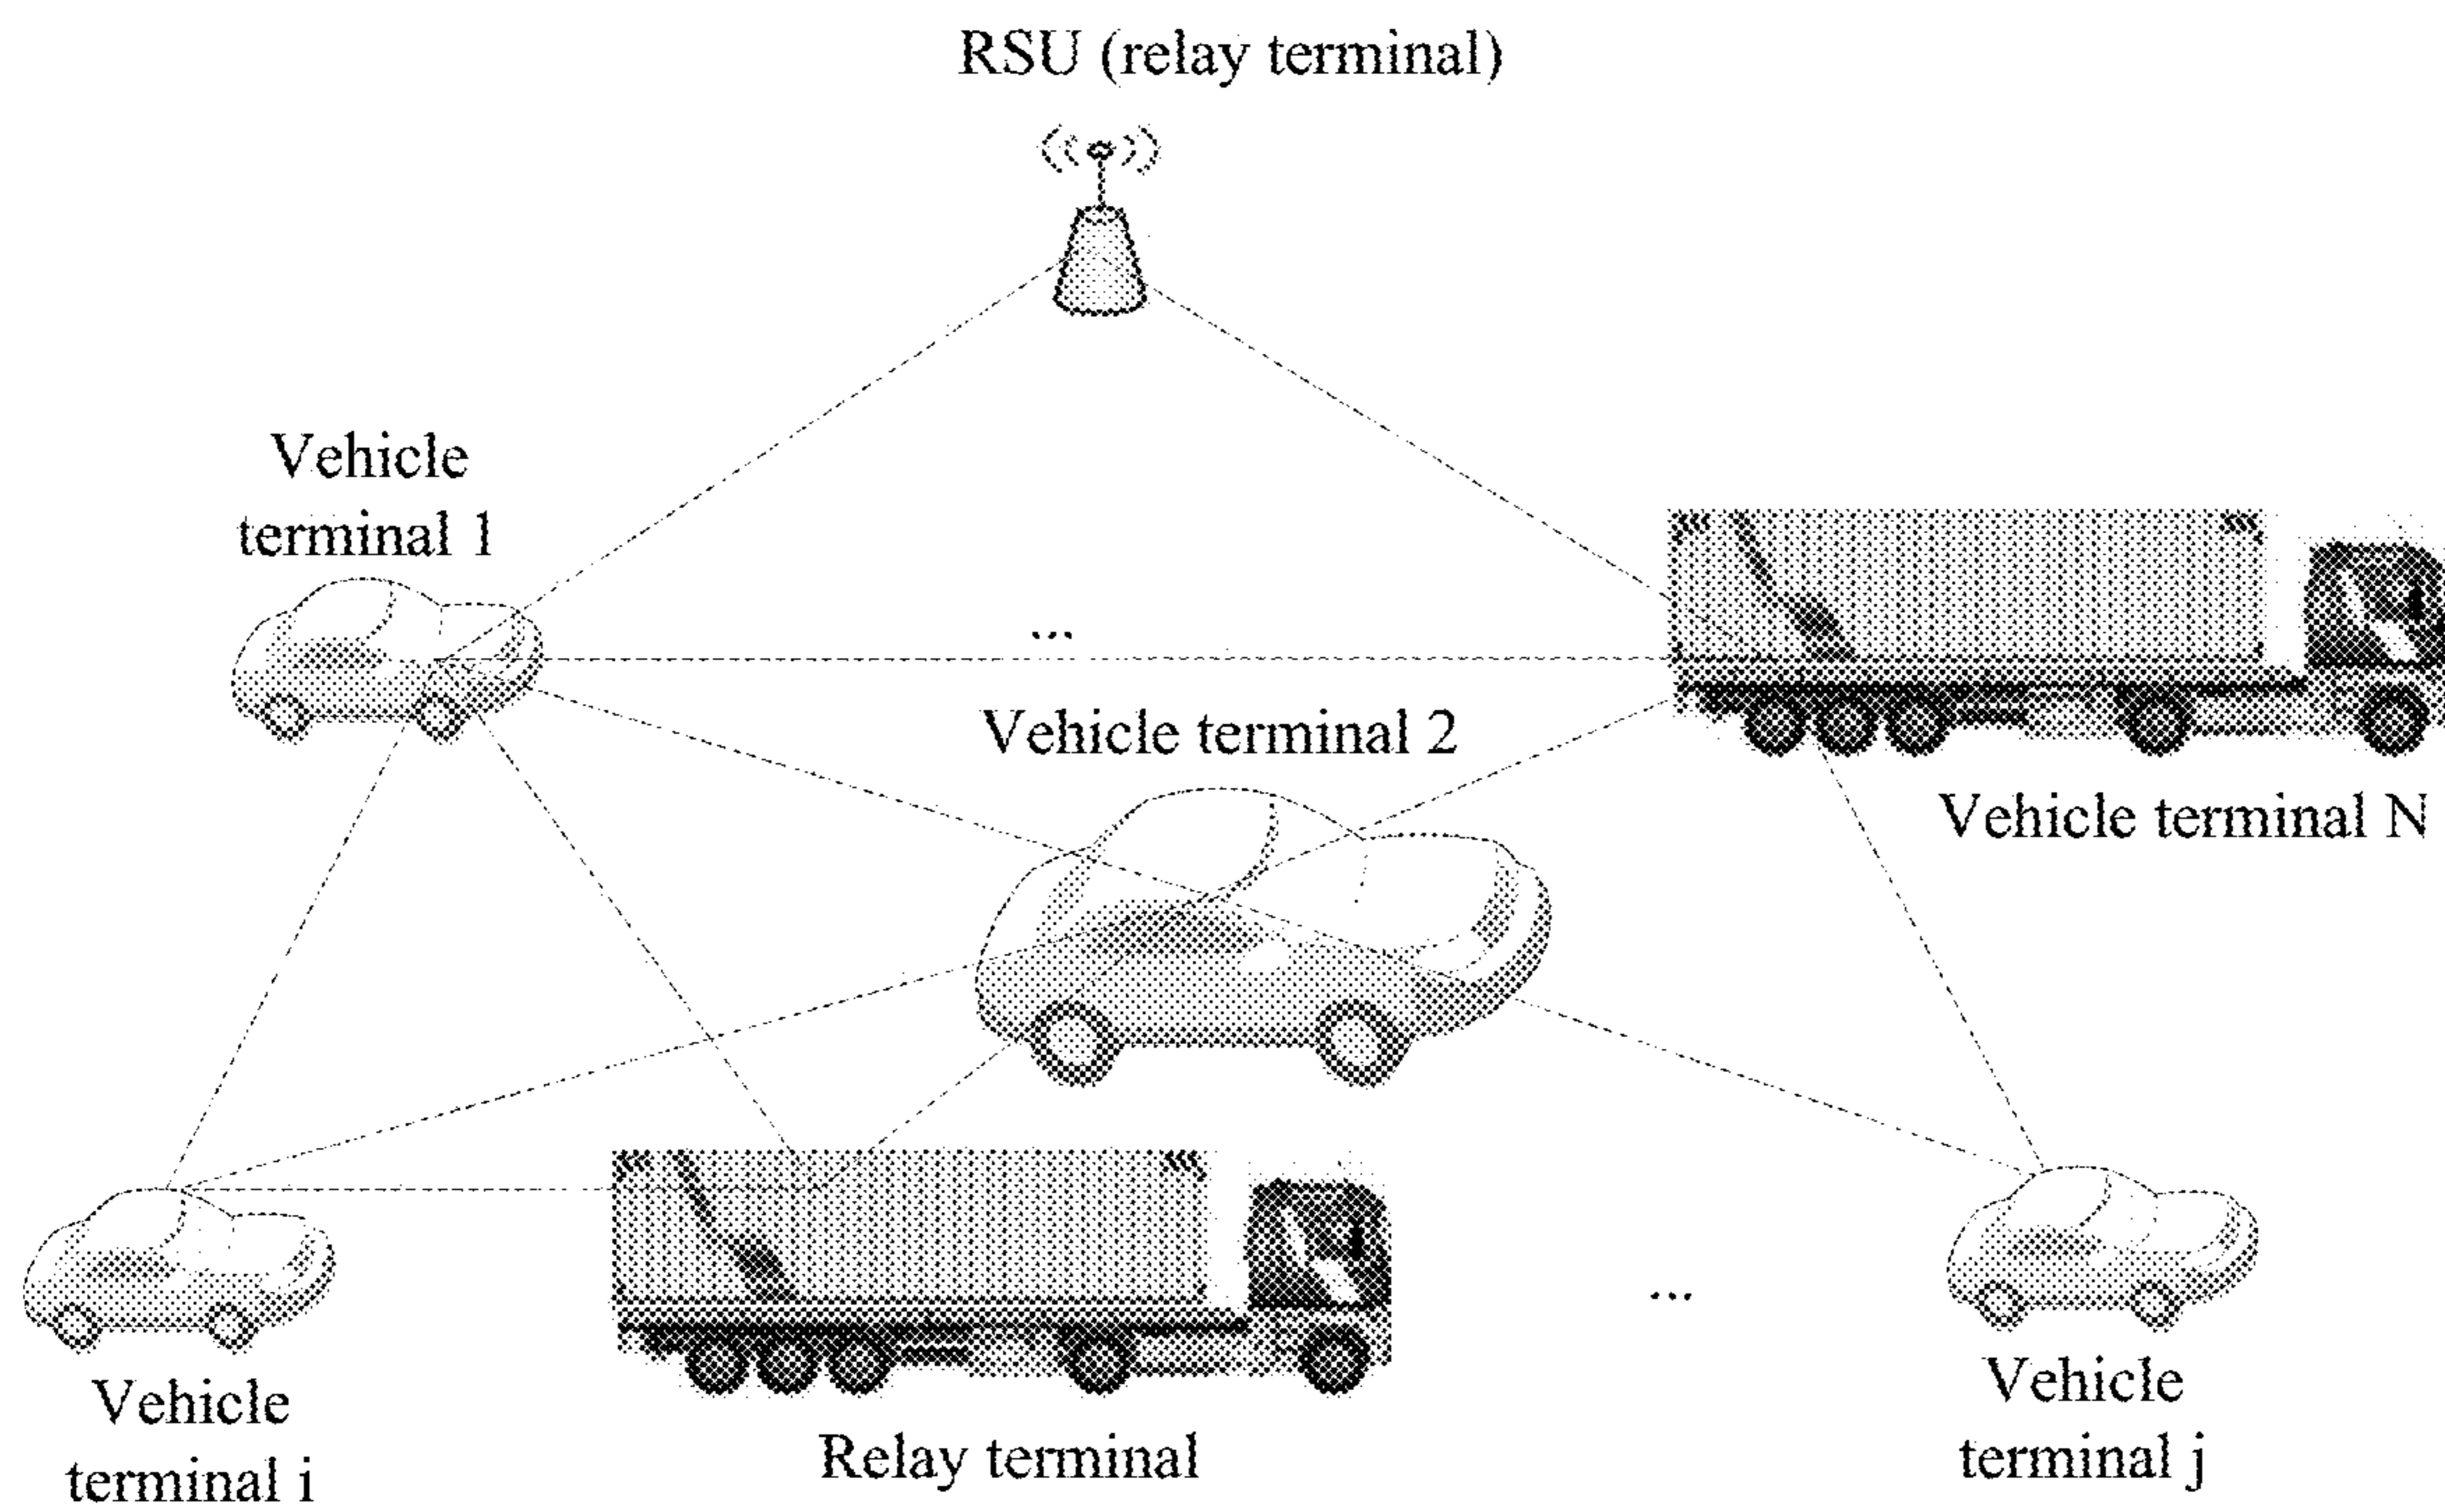 RSU (relay terminal)
Vehicle
terminal 1
...
Vehicle terminal 2
Vehicle terminal N
...
Vehicle
terminal i
Relay terminal
Vehicle
terminal j